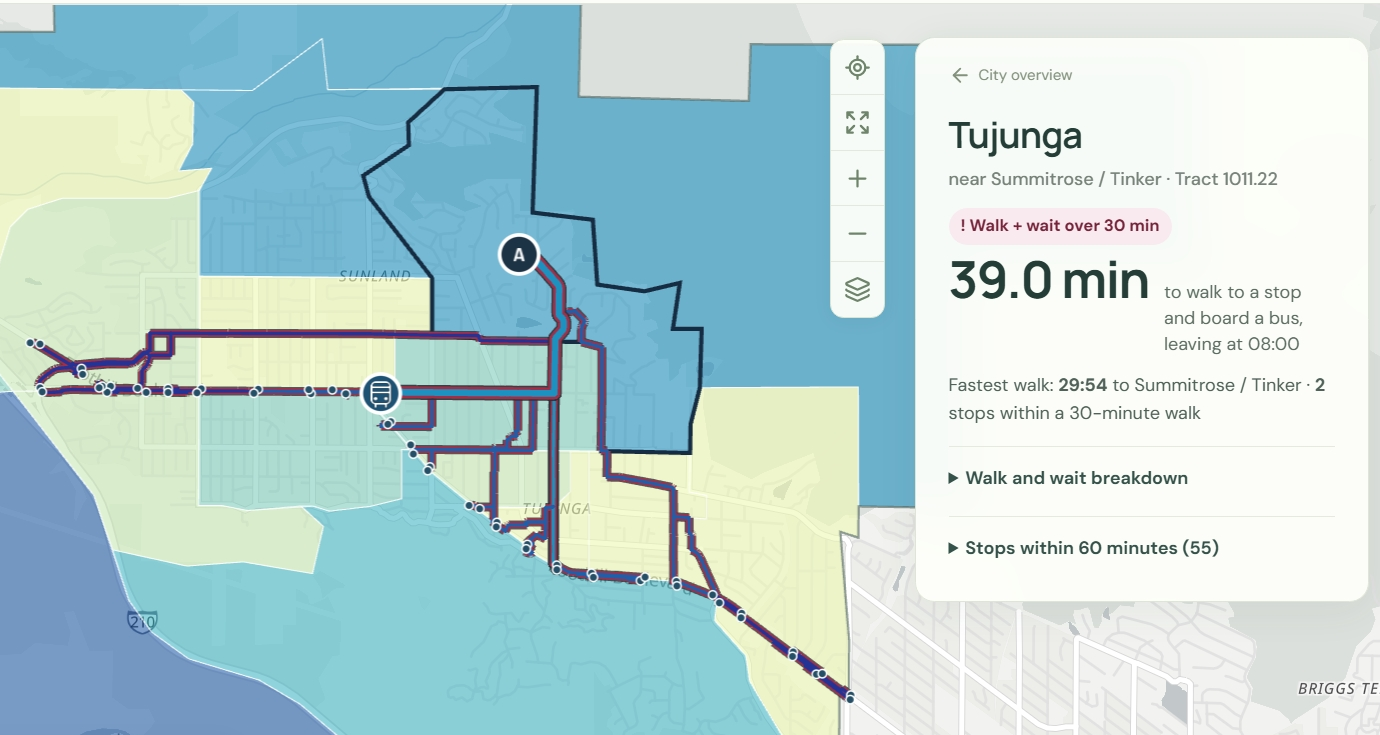 City overview
Tujunga
near Summitrose / Tinker · Tract 1011.22
! Walk + wait over 30 min
39.0 min
to walk to a stop
and board a bus,
leaving at 08:00
Fastest walk: 29:54 to Summitrose / Tinker · 2
stops within a 30-minute walk
▶ Walk and wait breakdown
▶ Stops within 60 minutes (55)
A
SUNLAND
210
BRIGGS TE